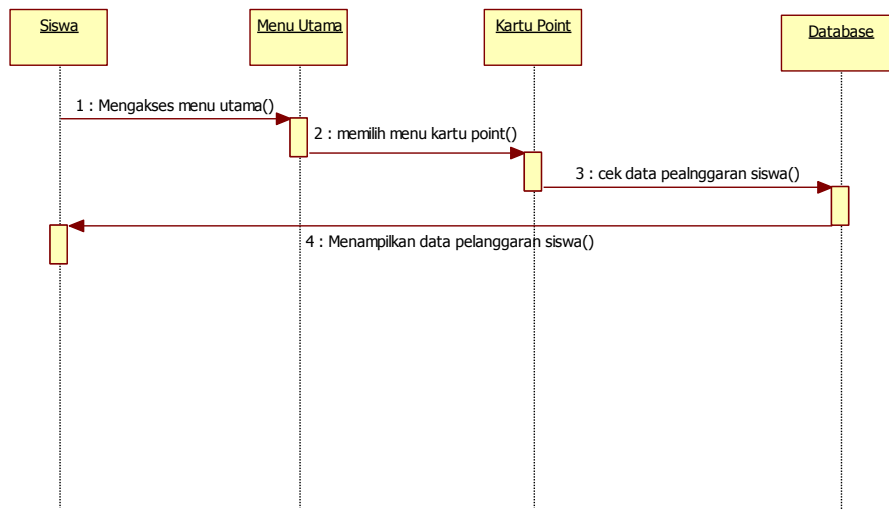 Siswa
Menu Utama
Kartu Point
Database
1 : Mengakses menu utama()
2 : memilih menu kartu point()
3 : cek data pealnggaran siswa()
4 : Menampilkan data pelanggaran siswa()